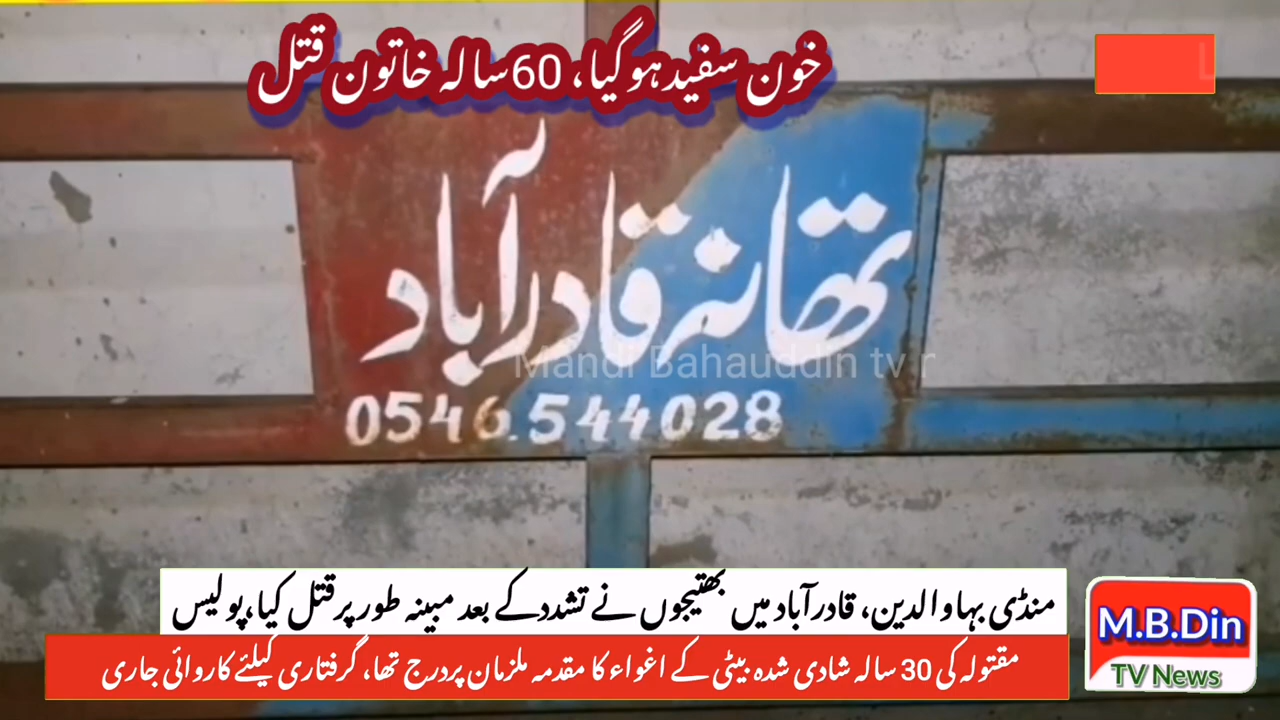 خون سفید ہوگیا، 60 سالہ خاتون قتل
تھانہ قادر آباد
0546.544028
Mandi Bahauddin tv r
منڈی بہاوالدین، قادرآباد میں بھتیجوں نے تشدد کے بعد مبینہ طور پر قتل کیا، پولیس
مقتولہ کی 30 سالہ شادی شدہ بیٹی کے اغواء کا مقدمہ ملزمان پر درج تھا، گرفتاری کیلئے کاروائی جاری
M.B.Din
TV News